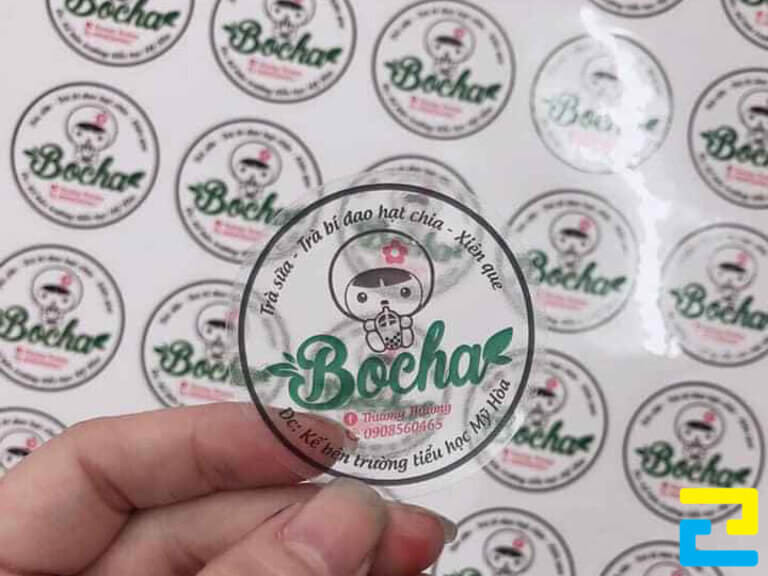 Trà sữa - Trà bí đao hạt chia - Xiên que
Bocha
Thương Thương
0908560465
Đc: Kế bên trường tiểu học Mỹ Hòa